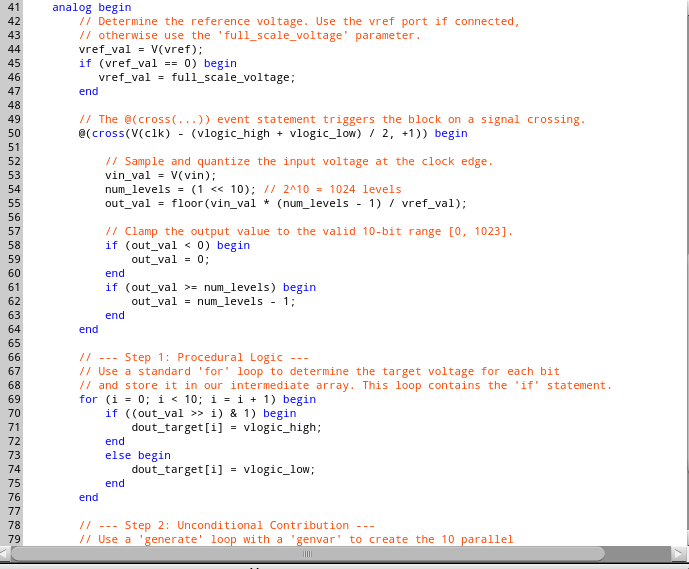 41 analog begin
42 // Determine the reference voltage. Use the vref port if connected,
43 // otherwise use the 'full_scale_voltage' parameter.
44 vref_val = V(vref);
45 if (vref_val == 0) begin
46 vref_val = full_scale_voltage;
47 end
48
49 // The @(cross(...)) event statement triggers the block on a signal crossing.
50 @(cross(V(clk) - (vlogic_high + vlogic_low) / 2, +1)) begin
51
52 // Sample and quantize the input voltage at the clock edge.
53 vin_val = V(vin);
54 num_levels = (1 << 10); // 2^10 = 1024 levels
55 out_val = floor(vin_val * (num_levels - 1) / vref_val);
56
57 // Clamp the output value to the valid 10-bit range [0, 1023].
58 if (out_val < 0) begin
59 out_val = 0;
60 end
61 if (out_val >= num_levels) begin
62 out_val = num_levels - 1;
63 end
64 end
65
66 // --- Step 1: Procedural Logic ---
67 // Use a standard 'for' loop to determine the target voltage for each bit
68 // and store it in our intermediate array. This loop contains the 'if' statement.
69 for (i = 0; i < 10; i = i + 1) begin
70 if ((out_val >> i) & 1) begin
71 dout_target[i] = vlogic_high;
72 end
73 else begin
74 dout_target[i] = vlogic_low;
75 end
76 end
77
78 // --- Step 2: Unconditional Contribution ---
79 // Use a 'generate' loop with a 'genvar' to create the 10 parallel